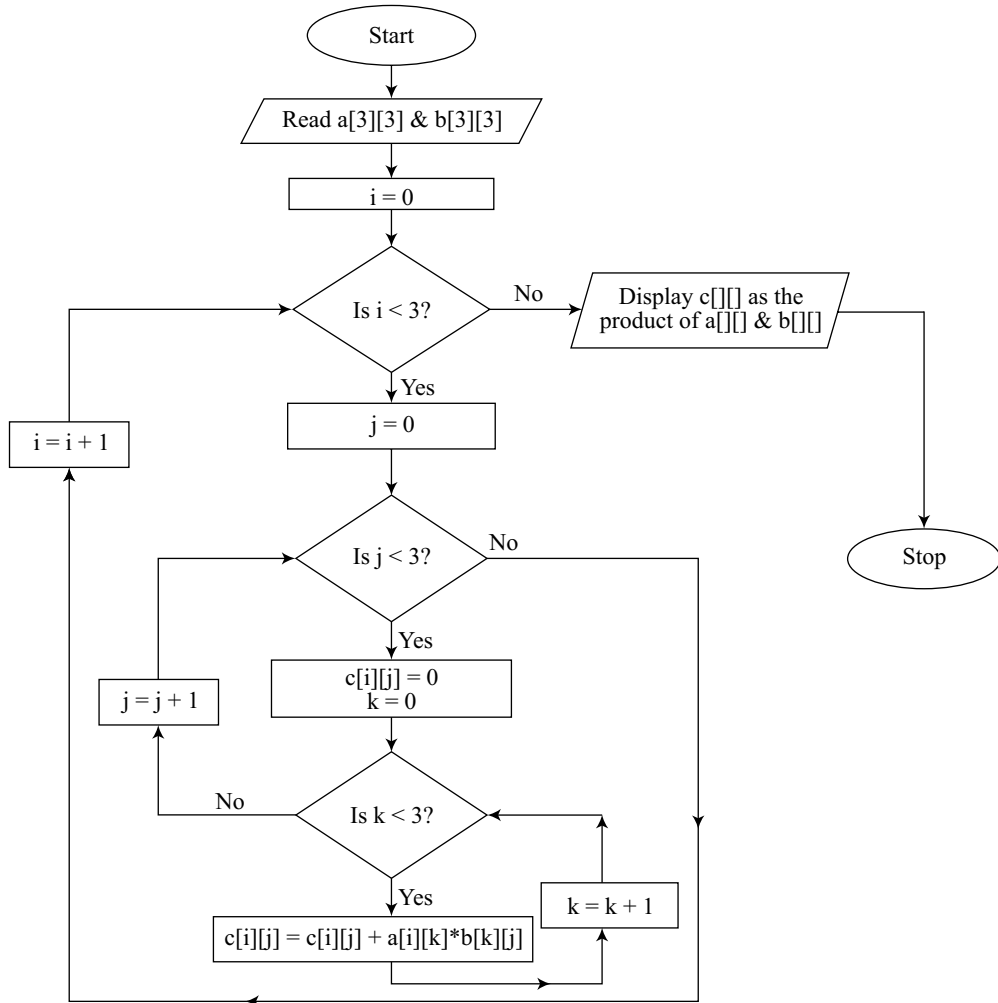 Start
Read a[3][3] & b[3][3]
i = 0
Is i < 3?
No
Display c[][] as the
product of a[][] & b[][]
Yes
j = 0
i = i + 1
Is j < 3?
No
Stop
Yes
c[i][j] = 0
k = 0
j = j + 1
No
Is k < 3?
Yes
k = k + 1
c[i][j] = c[i][j] + a[i][k]*b[k][j]